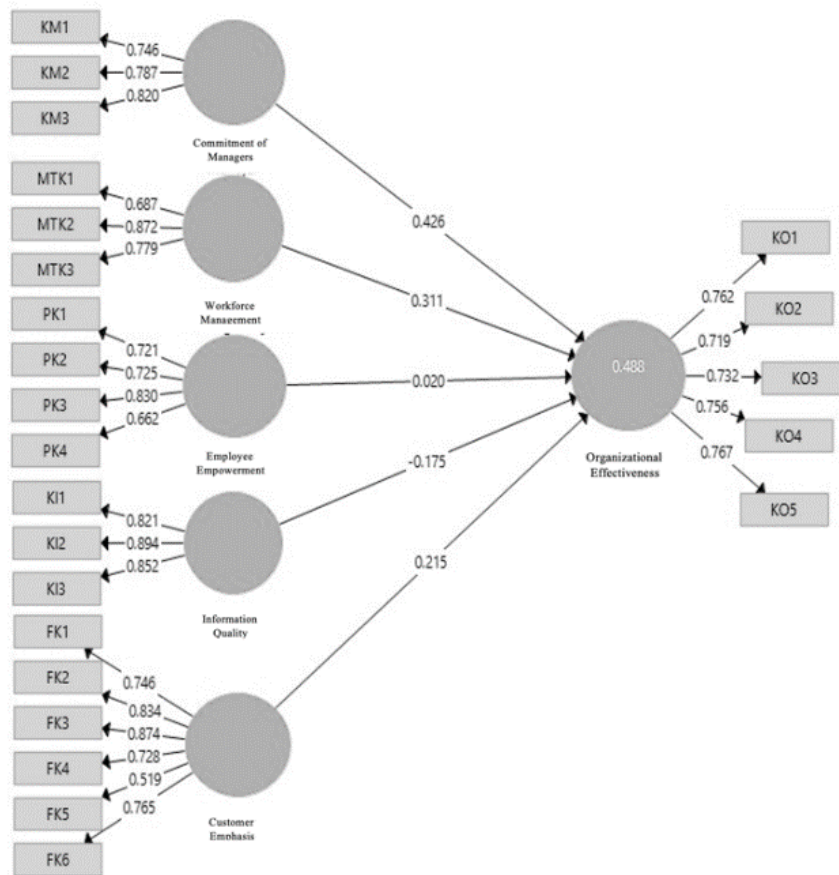 KM1
0.746
KM2
0.787
KM3
0.820
Commitment of
Managers
MTK1
0.687
MTK2
0.872
MTK3
0.779
Workforce
Management
PK1
0.721
PK2
0.725
PK3
0.830
PK4
0.662
Employee
Empowerment
KI1
0.821
KI2
0.894
KI3
0.852
Information
Quality
FK1
0.746
FK2
0.834
FK3
0.874
FK4
0.728
FK5
0.519
FK6
0.765
Customer
Emphasis
0.426
0.311
0.020
-0.175
0.215
0.488
Organizational
Effectiveness
KO1
0.762
KO2
0.719
KO3
0.732
KO4
0.756
KO5
0.767